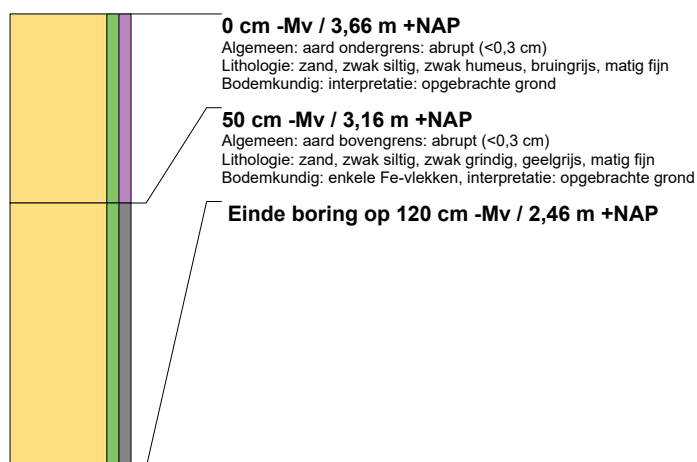 0 cm -Mv / 3,66 m +NAP
Algemeen: aard ondergrens: abrupt (<0,3 cm)
Lithologie: zand, zwak siltig, zwak humeus, bruingrijs, matig fijn
Bodemkundig: interpretatie: opgebrachte grond
50 cm -Mv / 3,16 m +NAP
Algemeen: aard bovengrens: abrupt (<0,3 cm)
Lithologie: zand, zwak siltig, zwak grindig, geelgrijs, matig fijn
Bodemkundig: enkele Fe-vlekken, interpretatie: opgebrachte grond
Einde boring op 120 cm -Mv / 2,46 m +NAP